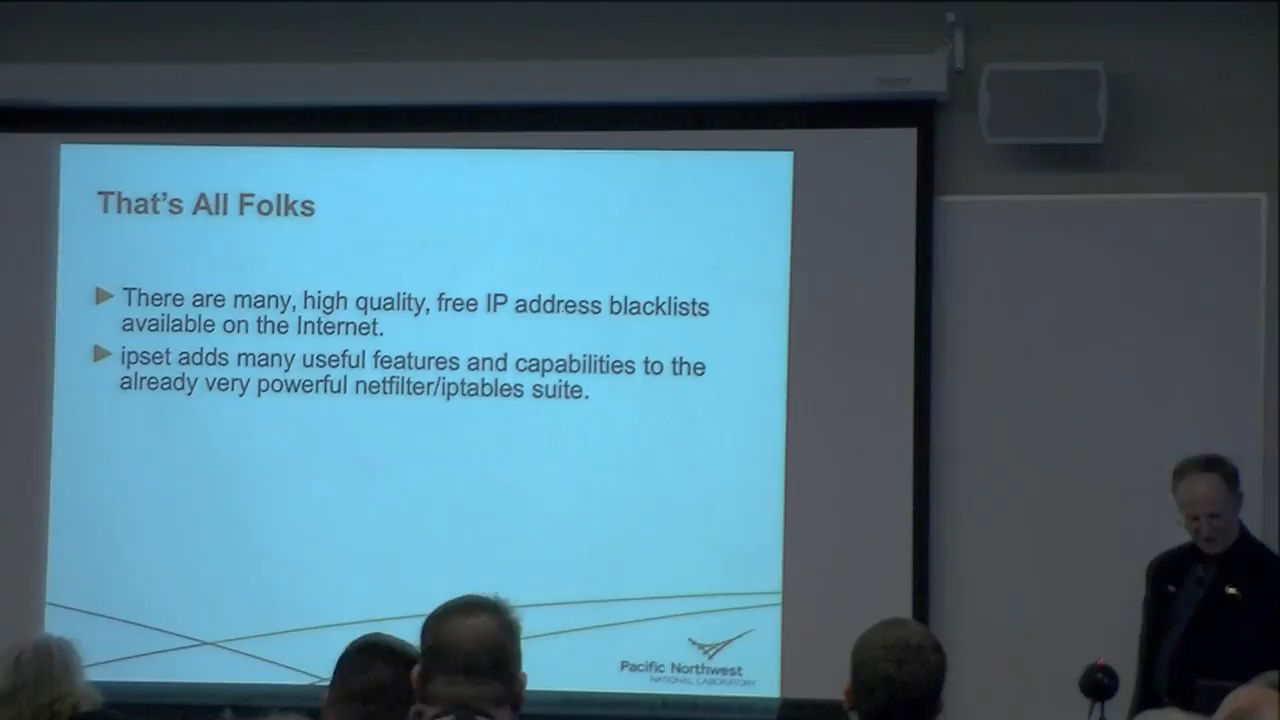 That's All Folks
There are many, high quality, free IP address blacklists
available on the Internet.
ipset adds many useful features and capabilities to the
already very powerful netfilter/iptables suite.
Pacific Northwest
NATIONAL LABORATORY